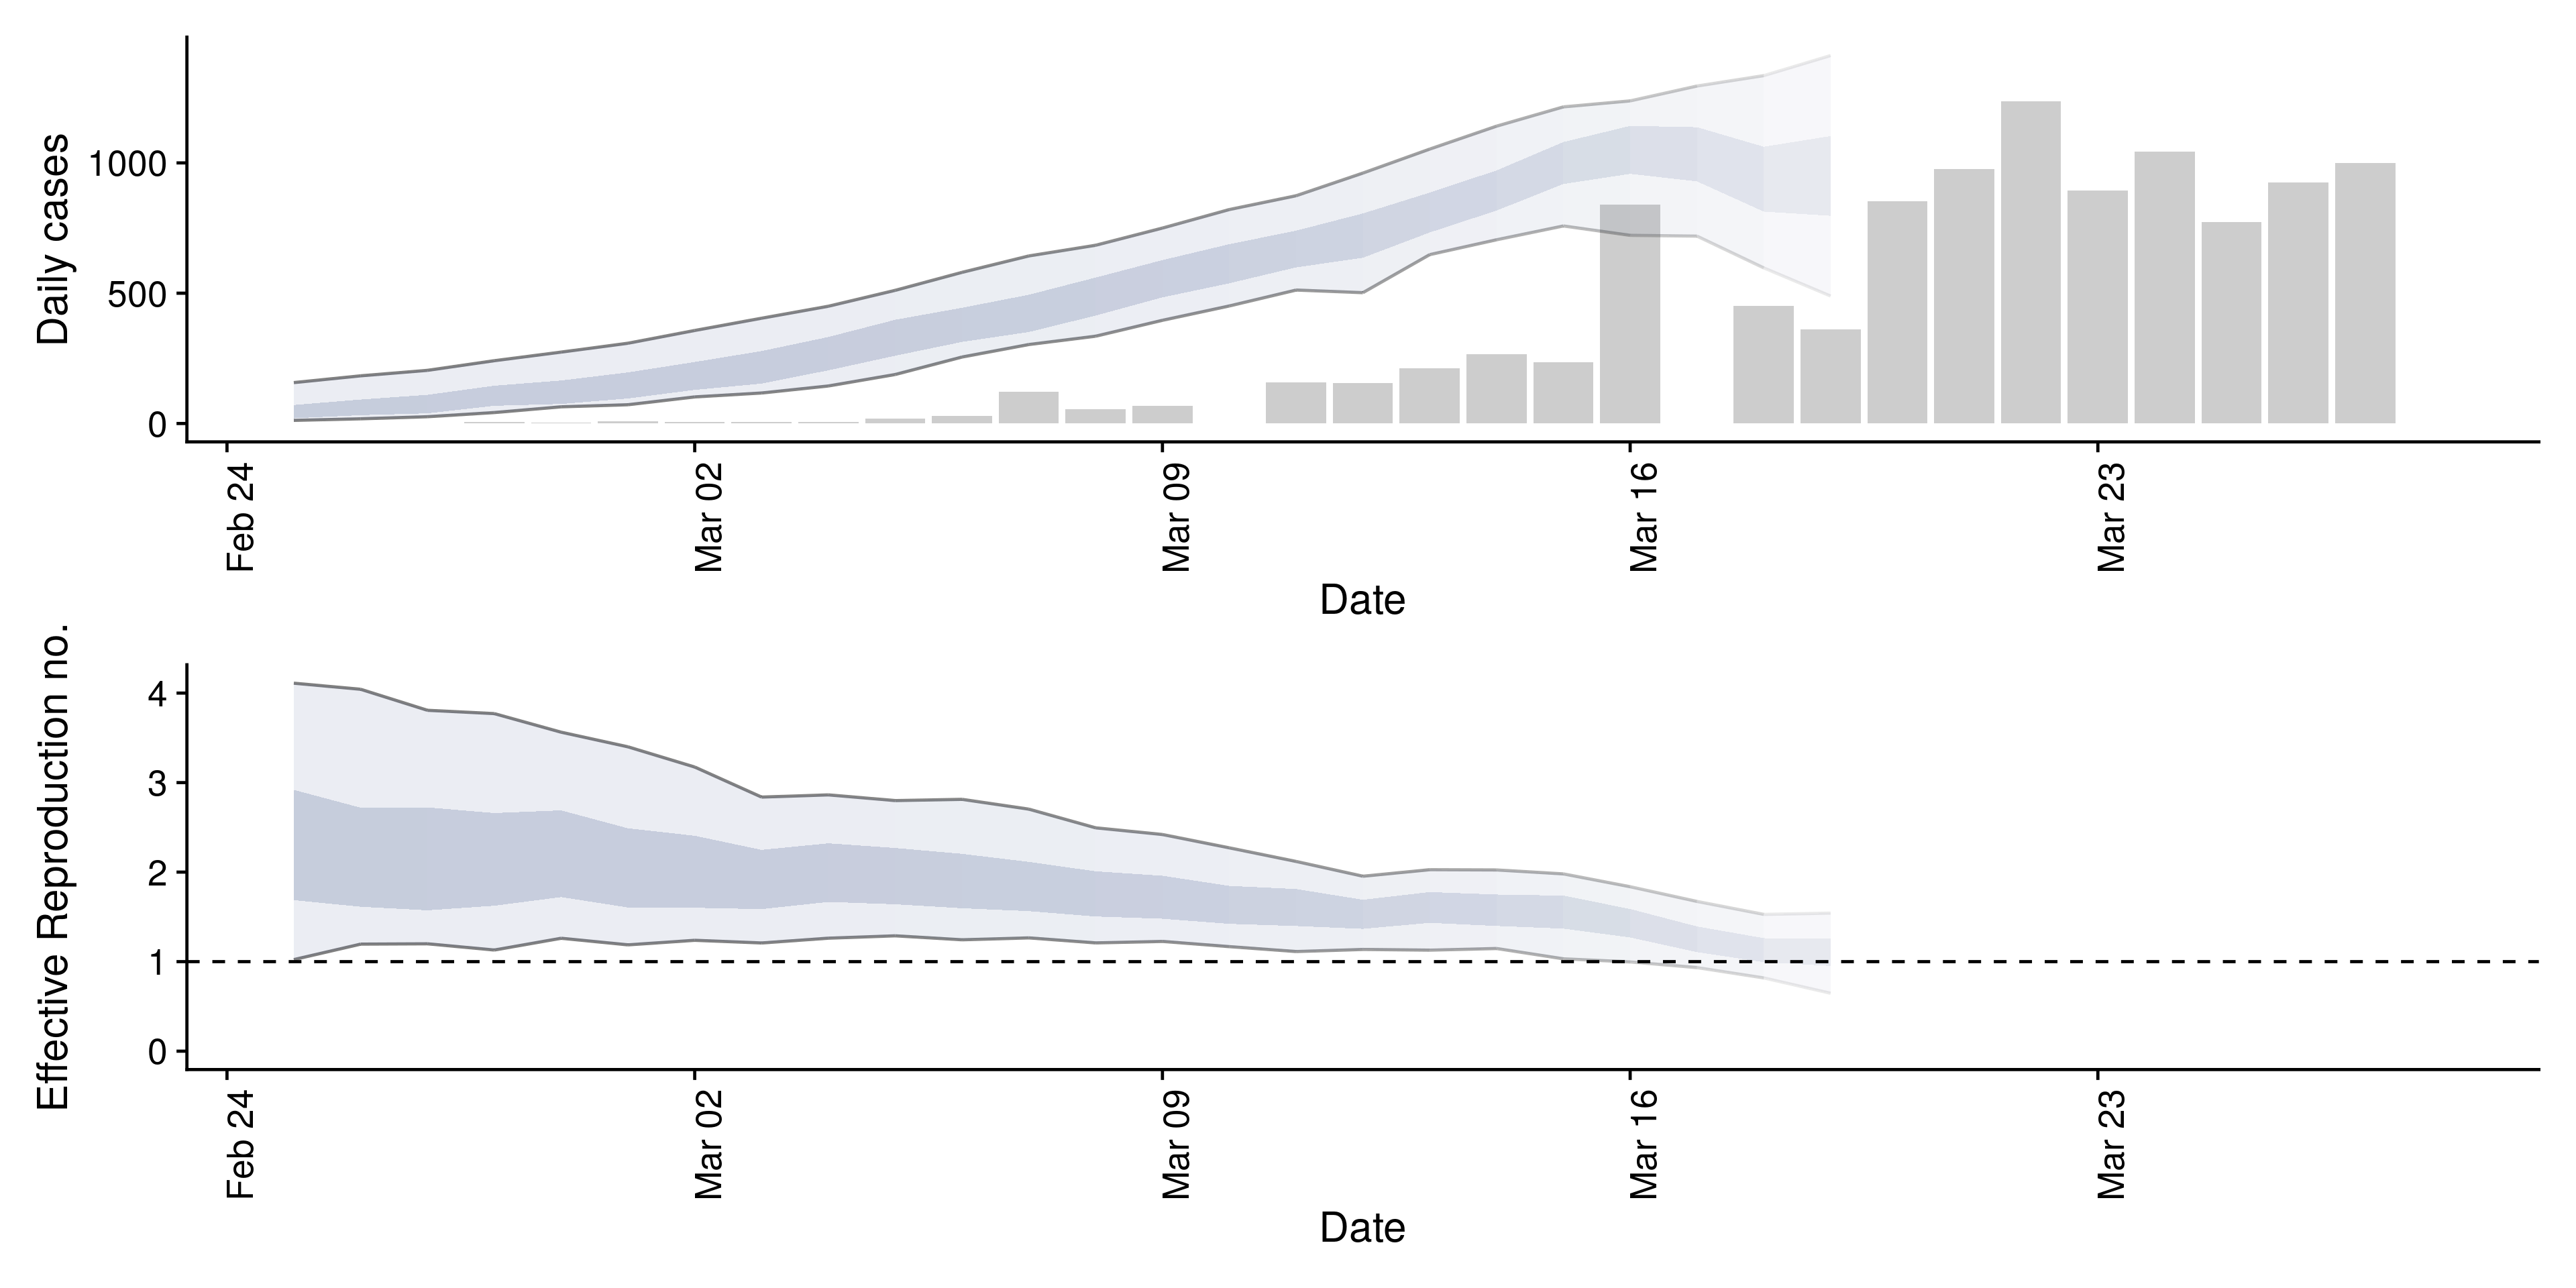 Daily cases
1000
500
0
Feb 24
Mar 02
Mar 09
Mar 16
Mar 23
Date
Effective Reproduction no.
4
3
2
1
0
Feb 24
Mar 02
Mar 09
Mar 16
Mar 23
Date